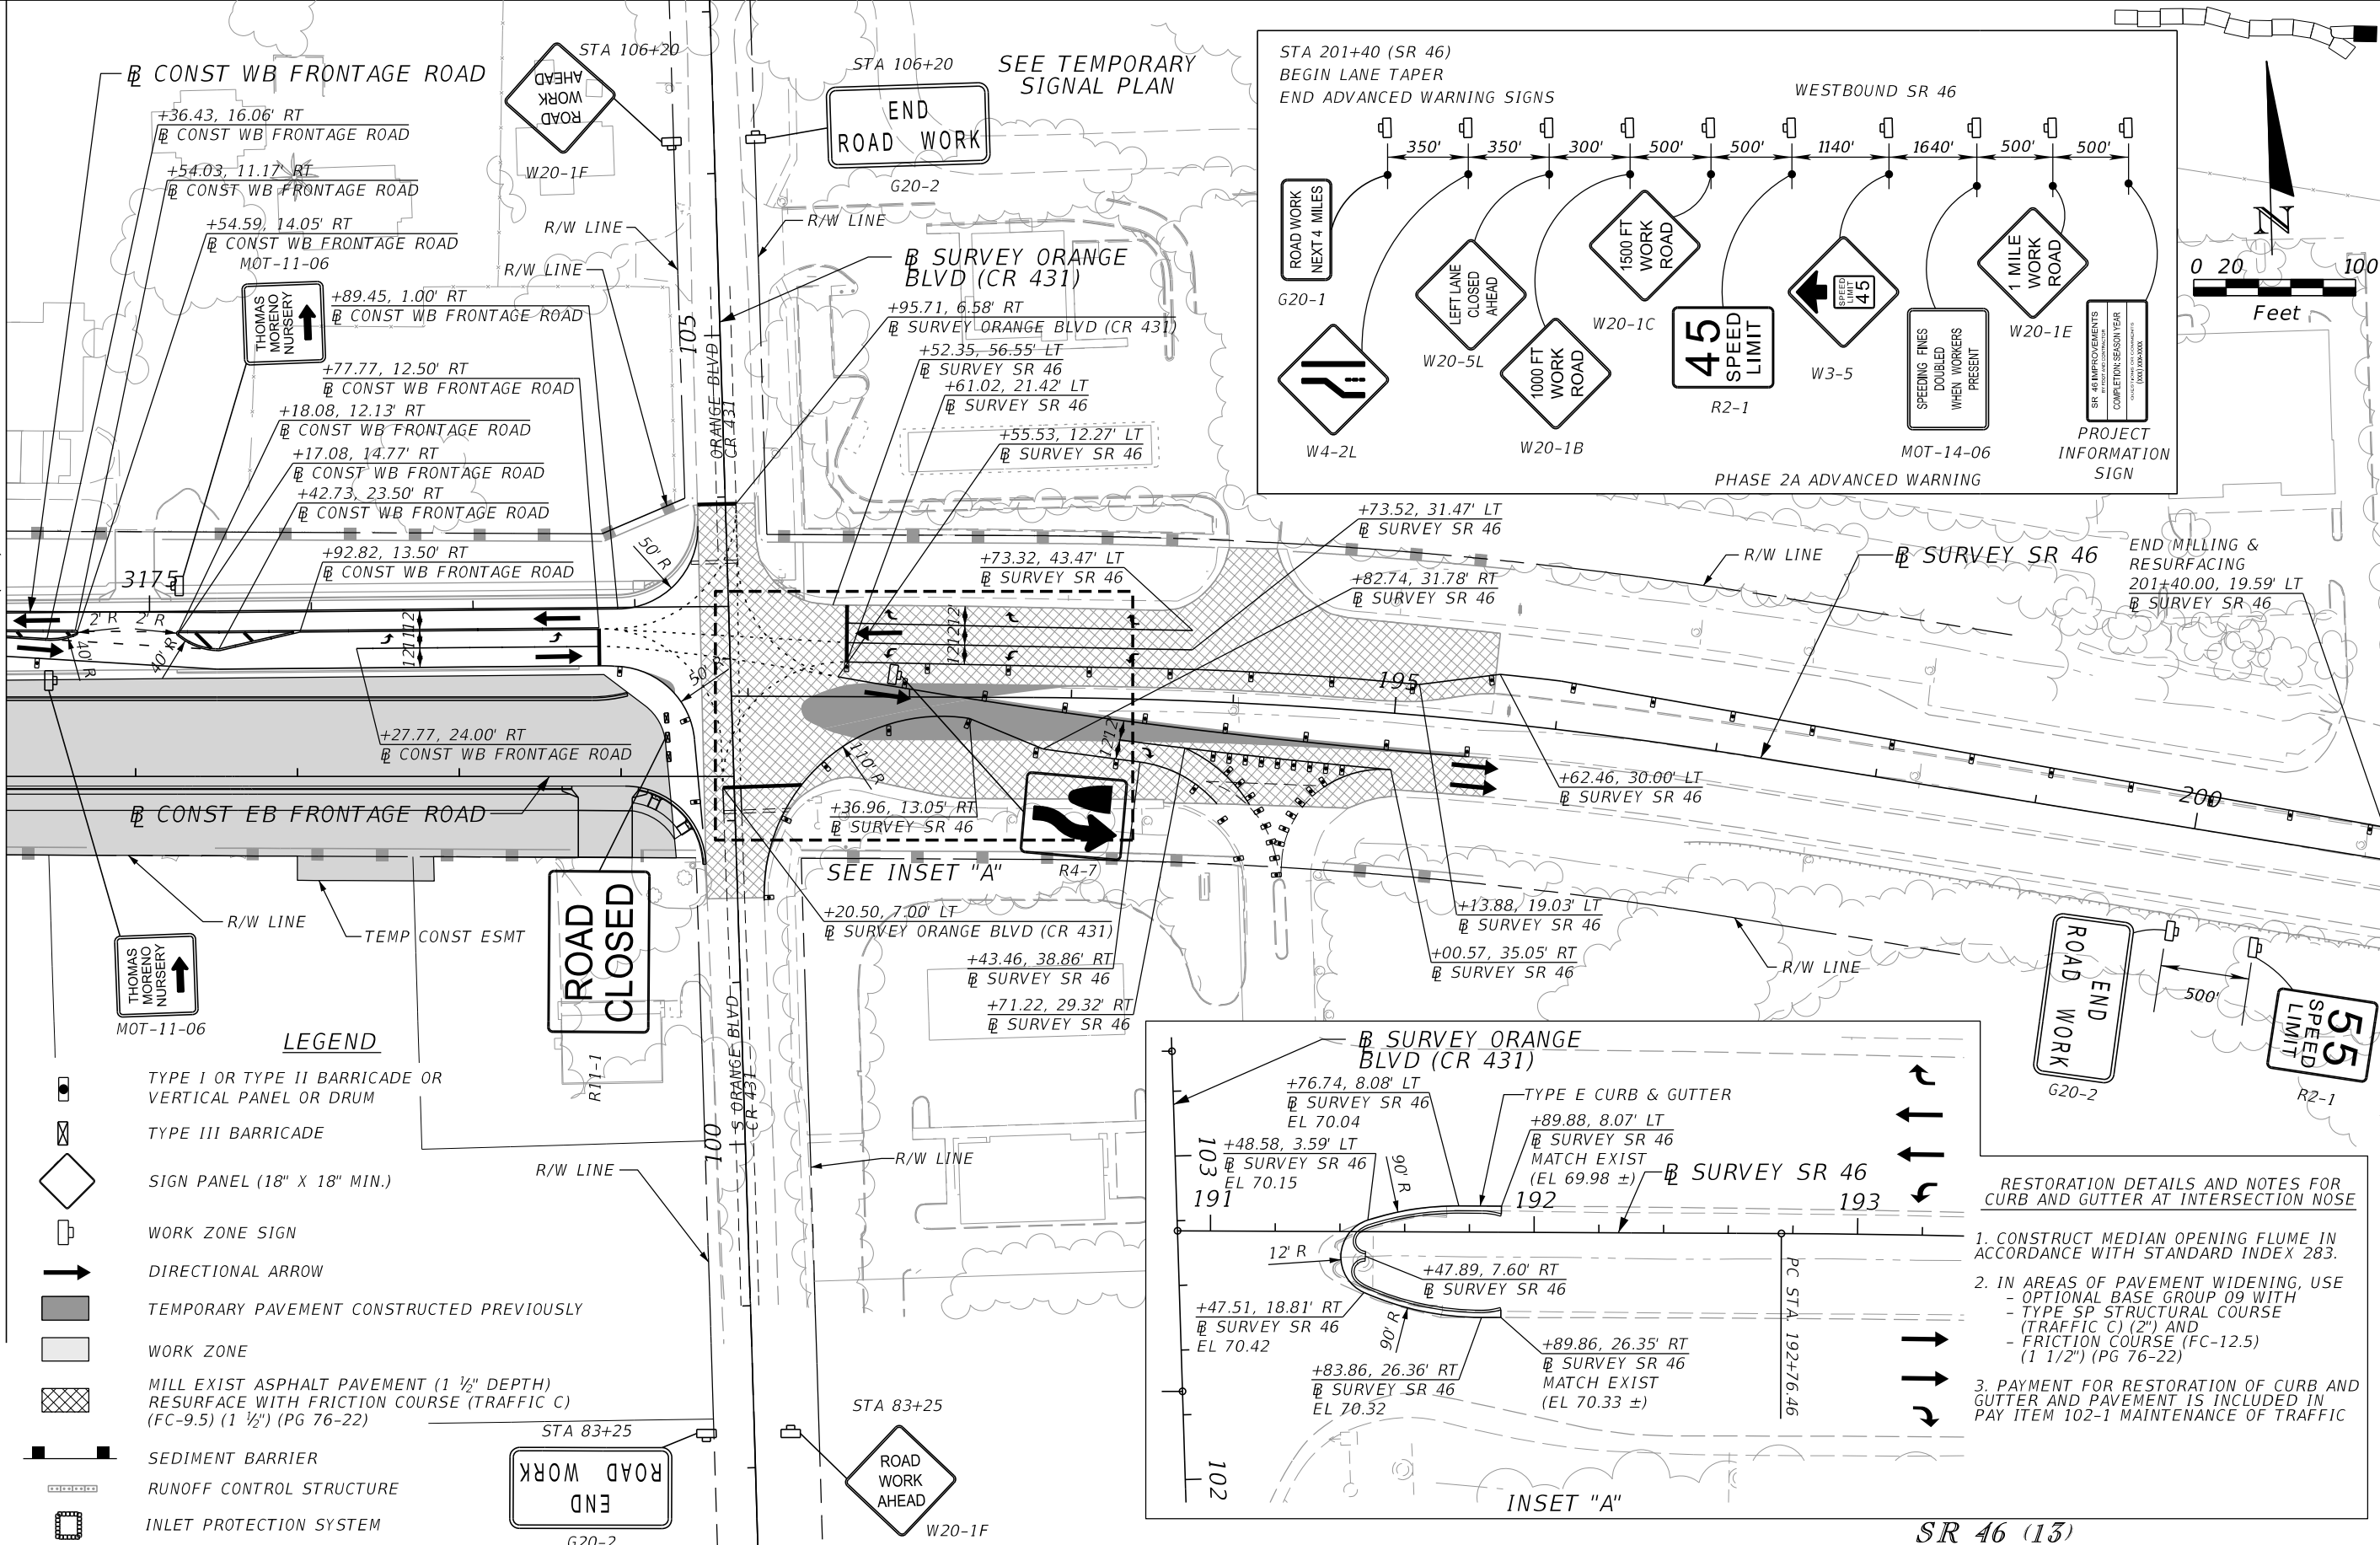 ℄ CONST WB FRONTAGE ROAD
+36.43, 16.06' RT
℄ CONST WB FRONTAGE ROAD
+54.03, 11.17' RT
℄ CONST WB FRONTAGE ROAD
+54.59, 14.05' RT
℄ CONST WB FRONTAGE ROAD
MOT-11-06
THOMAS
MORENO
NURSERY
+89.45, 1.00' RT
℄ CONST WB FRONTAGE ROAD
+77.77, 12.50' RT
℄ CONST WB FRONTAGE ROAD
+18.08, 12.13' RT
℄ CONST WB FRONTAGE ROAD
+17.08, 14.77' RT
℄ CONST WB FRONTAGE ROAD
+42.73, 23.50' RT
℄ CONST WB FRONTAGE ROAD
+92.82, 13.50' RT
℄ CONST WB FRONTAGE ROAD
3175
2' R
2' R
40' R
40' R
12
11
12
50' R
50' R
+27.77, 24.00' RT
℄ CONST WB FRONTAGE ROAD
℄ CONST EB FRONTAGE ROAD
R/W LINE
TEMP CONST ESMT
THOMAS
MORENO
NURSERY
MOT-11-06
ROAD
CLOSED
R11-1
STA 106+20
ROAD
WORK
AHEAD
W20-1F
STA 106+20
END
ROAD WORK
G20-2
SEE TEMPORARY
SIGNAL PLAN
R/W LINE
R/W LINE
R/W LINE
℄ SURVEY ORANGE
BLVD (CR 431)
105
ORANGE BLVD
CR 431
+95.71, 6.58' RT
℄ SURVEY ORANGE BLVD (CR 431)
+52.35, 56.55' LT
℄ SURVEY SR 46
+61.02, 21.42' LT
℄ SURVEY SR 46
+55.53, 12.27' LT
℄ SURVEY SR 46
+73.52, 31.47' LT
℄ SURVEY SR 46
+73.32, 43.47' LT
℄ SURVEY SR 46
+82.74, 31.78' RT
℄ SURVEY SR 46
12
12
12
12
12
110' R
195
R/W LINE
℄ SURVEY SR 46
END MILLING &
RESURFACING
201+40.00, 19.59' LT
℄ SURVEY SR 46
+62.46, 30.00' LT
℄ SURVEY SR 46
200
+36.96, 13.05' RT
℄ SURVEY SR 46
SEE INSET "A"
R4-7
+20.50, 7.00' LT
℄ SURVEY ORANGE BLVD (CR 431)
+43.46, 38.86' RT
℄ SURVEY SR 46
+71.22, 29.32' RT
℄ SURVEY SR 46
+13.88, 19.03' LT
℄ SURVEY SR 46
+00.57, 35.05' RT
℄ SURVEY SR 46
R/W LINE
END
ROAD WORK
G20-2
500'
SPEED
LIMIT
55
R2-1
S ORANGE BLVD
CR 431
100
R/W LINE
R/W LINE
STA 83+25
END
ROAD WORK
G20-2
STA 83+25
ROAD
WORK
AHEAD
W20-1F
STA 201+40 (SR 46)
BEGIN LANE TAPER
END ADVANCED WARNING SIGNS
WESTBOUND SR 46
350'
350'
300'
500'
500'
1140'
1640'
500'
500'
ROAD WORK
NEXT 4 MILES
G20-1
W4-2L
LEFT LANE
CLOSED
AHEAD
W20-5L
ROAD
WORK
1000 FT
W20-1B
ROAD
WORK
1500 FT
W20-1C
SPEED
LIMIT
45
R2-1
SPEED
LIMIT
45
W3-5
SPEEDING FINES
DOUBLED
WHEN WORKERS
PRESENT
MOT-14-06
ROAD
WORK
1 MILE
W20-1E
SR 46 IMPROVEMENTS
COMPLETION: SEASON YEAR
(XXX) XXX-XXXX
PROJECT
INFORMATION
SIGN
PHASE 2A ADVANCED WARNING
N
0 20 100
Feet
LEGEND
TYPE I OR TYPE II BARRICADE OR
VERTICAL PANEL OR DRUM
TYPE III BARRICADE
SIGN PANEL (18" X 18" MIN.)
WORK ZONE SIGN
DIRECTIONAL ARROW
TEMPORARY PAVEMENT CONSTRUCTED PREVIOUSLY
WORK ZONE
MILL EXIST ASPHALT PAVEMENT (1 ½" DEPTH)
RESURFACE WITH FRICTION COURSE (TRAFFIC C)
(FC-9.5) (1 ½") (PG 76-22)
SEDIMENT BARRIER
RUNOFF CONTROL STRUCTURE
INLET PROTECTION SYSTEM
℄ SURVEY ORANGE
BLVD (CR 431)
+76.74, 8.08' LT
℄ SURVEY SR 46
EL 70.04
TYPE E CURB & GUTTER
+89.88, 8.07' LT
℄ SURVEY SR 46
MATCH EXIST
(EL 69.98 ±)
+48.58, 3.59' LT
℄ SURVEY SR 46
EL 70.15
90' R
℄ SURVEY SR 46
103
191
192
193
12' R
+47.89, 7.60' RT
℄ SURVEY SR 46
+47.51, 18.81' RT
℄ SURVEY SR 46
EL 70.42
90' R
+83.86, 26.36' RT
℄ SURVEY SR 46
EL 70.32
+89.86, 26.35' RT
℄ SURVEY SR 46
MATCH EXIST
(EL 70.33 ±)
PC STA. 192+76.46
102
INSET "A"
RESTORATION DETAILS AND NOTES FOR
CURB AND GUTTER AT INTERSECTION NOSE
1. CONSTRUCT MEDIAN OPENING FLUME IN
ACCORDANCE WITH STANDARD INDEX 283.
2. IN AREAS OF PAVEMENT WIDENING, USE
- OPTIONAL BASE GROUP 09 WITH
- TYPE SP STRUCTURAL COURSE
(TRAFFIC C) (2") AND
- FRICTION COURSE (FC-12.5)
(1 1/2") (PG 76-22)
3. PAYMENT FOR RESTORATION OF CURB AND
GUTTER AND PAVEMENT IS INCLUDED IN
PAY ITEM 102-1 MAINTENANCE OF TRAFFIC
SR 46 (13)